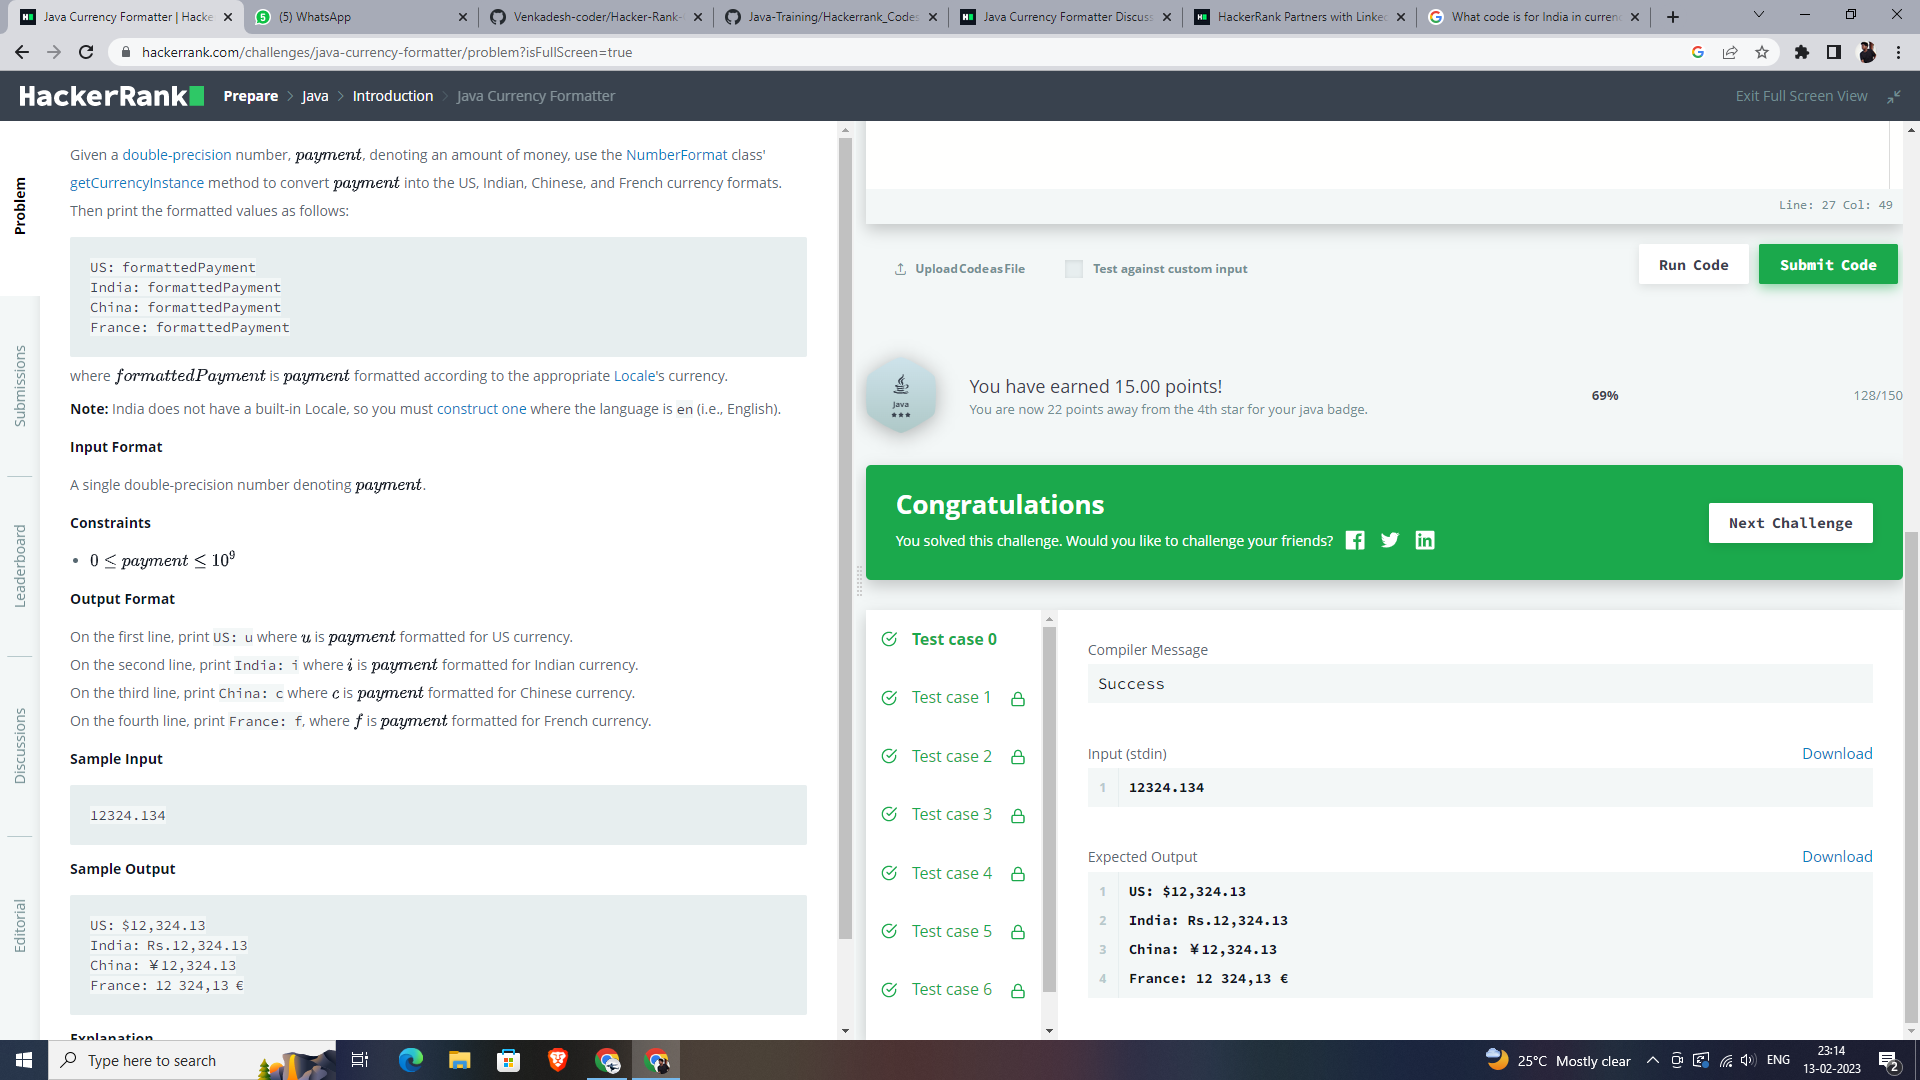 Java Currency Formatter | Hacke
(5) WhatsApp
Venkadesh-coder/Hacker-Rank-
Java-Training/Hackerrank_Codes
Java Currency Formatter Discuss
HackerRank Partners with Linked
What code is for India in currenc
hackerrank.com/challenges/java-currency-formatter/problem?isFullScreen=true
HackerRank
Prepare > Java > Introduction > Java Currency Formatter
Exit Full Screen View
Problem
Submissions
Leaderboard
Discussions
Editorial
Given a double-precision number, payment, denoting an amount of money, use the NumberFormat class'
getCurrencyInstance method to convert payment into the US, Indian, Chinese, and French currency formats.
Then print the formatted values as follows:
US: formattedPayment
India: formattedPayment
China: formattedPayment
France: formattedPayment
where formattedPayment is payment formatted according to the appropriate Locale's currency.
Note: India does not have a built-in Locale, so you must construct one where the language is en (i.e., English).
Input Format
A single double-precision number denoting payment.
Constraints
• 0 ≤ payment ≤ 10⁹
Output Format
On the first line, print US: u where u is payment formatted for US currency.
On the second line, print India: i where i is payment formatted for Indian currency.
On the third line, print China: c where c is payment formatted for Chinese currency.
On the fourth line, print France: f, where f is payment formatted for French currency.
Sample Input
12324.134
Sample Output
US: $12,324.13
India: Rs.12,324.13
China: ￥12,324.13
France: 12 324,13 €
Explanation
Line: 27 Col: 49
Upload Code as File
Test against custom input
Run Code
Submit Code
Java
You have earned 15.00 points!
You are now 22 points away from the 4th star for your java badge.
69%
128/150
Congratulations
You solved this challenge. Would you like to challenge your friends?
Next Challenge
Test case 0
Test case 1
Test case 2
Test case 3
Test case 4
Test case 5
Test case 6
Compiler Message
Success
Input (stdin)
Download
1 12324.134
Expected Output
Download
1 US: $12,324.13
2 India: Rs.12,324.13
3 China: ￥12,324.13
4 France: 12 324,13 €
Type here to search
25°C Mostly clear
ENG
23:14
13-02-2023
2